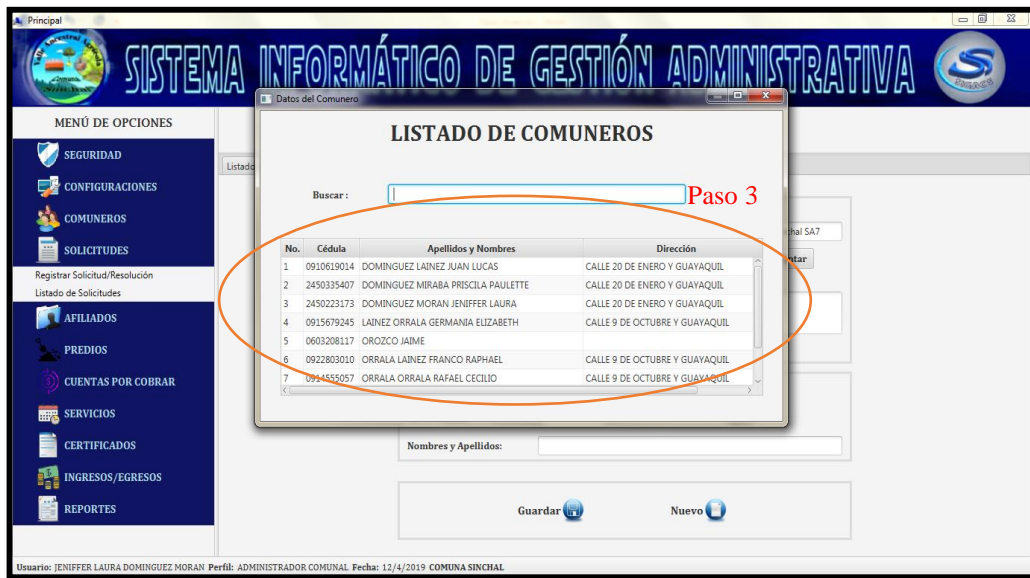 Principal
SISTEMA INFORMÁTICO DE GESTIÓN ADMINISTRATIVA
MENÚ DE OPCIONES
SEGURIDAD
CONFIGURACIONES
COMUNEROS
SOLICITUDES
Registrar Solicitud/Resolución
Listado de Solicitudes
AFILIADOS
PREDIOS
CUENTAS POR COBRAR
SERVICIOS
CERTIFICADOS
INGRESOS/EGRESOS
REPORTES
Listado
Datos del Comunero
LISTADO DE COMUNEROS
Buscar :
Paso 3
No. Cédula Apellidos y Nombres Dirección
1 0910619014 DOMINGUEZ LAINEZ JUAN LUCAS CALLE 20 DE ENERO Y GUAYAQUIL
2 2450335407 DOMINGUEZ MIRABA PRISCILA PAULETTE CALLE 20 DE ENERO Y GUAYAQUIL
3 2450223173 DOMINGUEZ MORAN JENIFFER LAURA CALLE 20 DE ENERO Y GUAYAQUIL
4 0915679245 LAINEZ ORRALA GERMANIA ELIZABETH CALLE 9 DE OCTUBRE Y GUAYAQUIL
5 0603208117 OROZCO JAIME
6 0922803010 ORRALA LAINEZ FRANCO RAPHAEL CALLE 9 DE OCTUBRE Y GUAYAQUIL
7 0914555057 ORRALA ORRALA RAFAEL CECILIO CALLE 9 DE OCTUBRE Y GUAYAQUIL
SA7
Nombres y Apellidos:
Guardar Nuevo
Usuario: JENIFFER LAURA DOMINGUEZ MORAN Perfil: ADMINISTRADOR COMUNAL Fecha: 12/4/2019 COMUNA SINCHAL